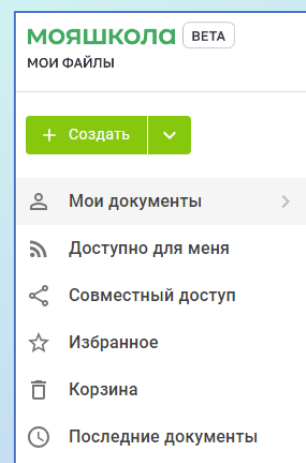 МОЯШКОЛА BETA
МОИ ФАЙЛЫ
+ Создать
Мои документы
Доступно для меня
Совместный доступ
Избранное
Корзина
Последние документы